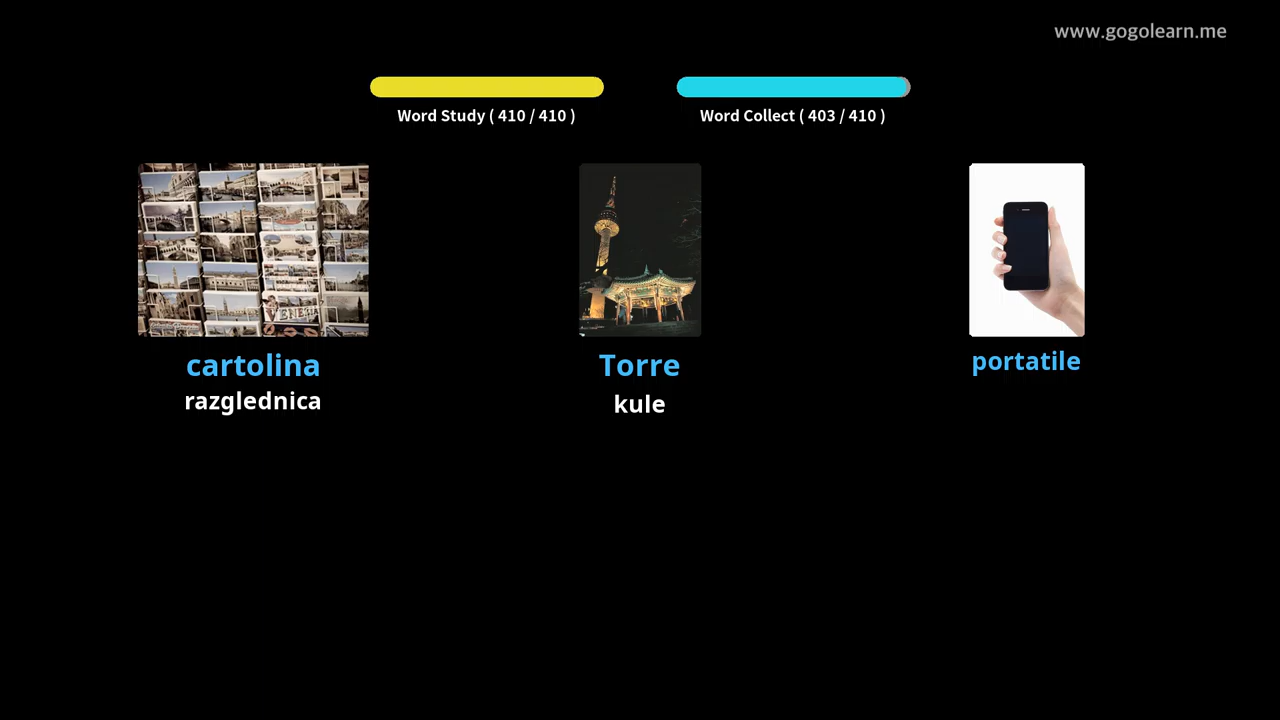 www.gogolearn.me
Word Study ( 410 / 410 )
Word Collect ( 403 / 410 )
cartolina
razglednica
Torre
kule
portatile